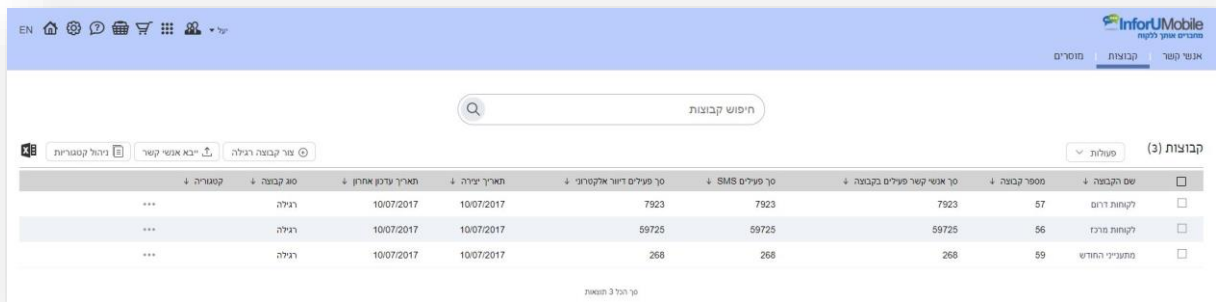 InforUMobile
מחברים אותך ללקוח
EN
יעל
אנשי קשר | קבוצות | מוסרים
חיפוש קבוצות
קבוצות (3) פעולות
צור קבוצה רגילה ייבא אנשי קשר ניהול קטגוריות
שם הקבוצה ↓ מספר קבוצה ↓ סך אנשי קשר פעילים בקבוצה ↓ סך פעילים SMS ↓ סך פעילים דיוור אלקטרוני ↓ תאריך יצירה ↓ תאריך עדכון אחרון ↓ סוג קבוצה ↓ קטגוריה ↓
לקוחות דרום 57 7923 7923 7923 10/07/2017 10/07/2017 רגילה
לקוחות מרכז 56 59725 59725 59725 10/07/2017 10/07/2017 רגילה
מתענייני החודש 59 268 268 268 10/07/2017 10/07/2017 רגילה
סך הכל 3 תוצאות